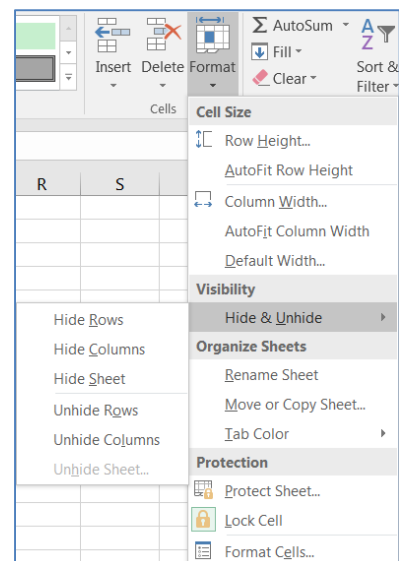 Insert Delete Format
Cells
Σ AutoSum
Fill
Clear
A
Z
Sort &
Filter
R S
Cell Size
Row Height...
AutoFit Row Height
Column Width...
AutoFit Column Width
Default Width...
Visibility
Hide & Unhide
Organize Sheets
Rename Sheet
Move or Copy Sheet...
Tab Color
Protection
Protect Sheet...
Lock Cell
Format Cells...
Hide Rows
Hide Columns
Hide Sheet
Unhide Rows
Unhide Columns
Unhide Sheet...